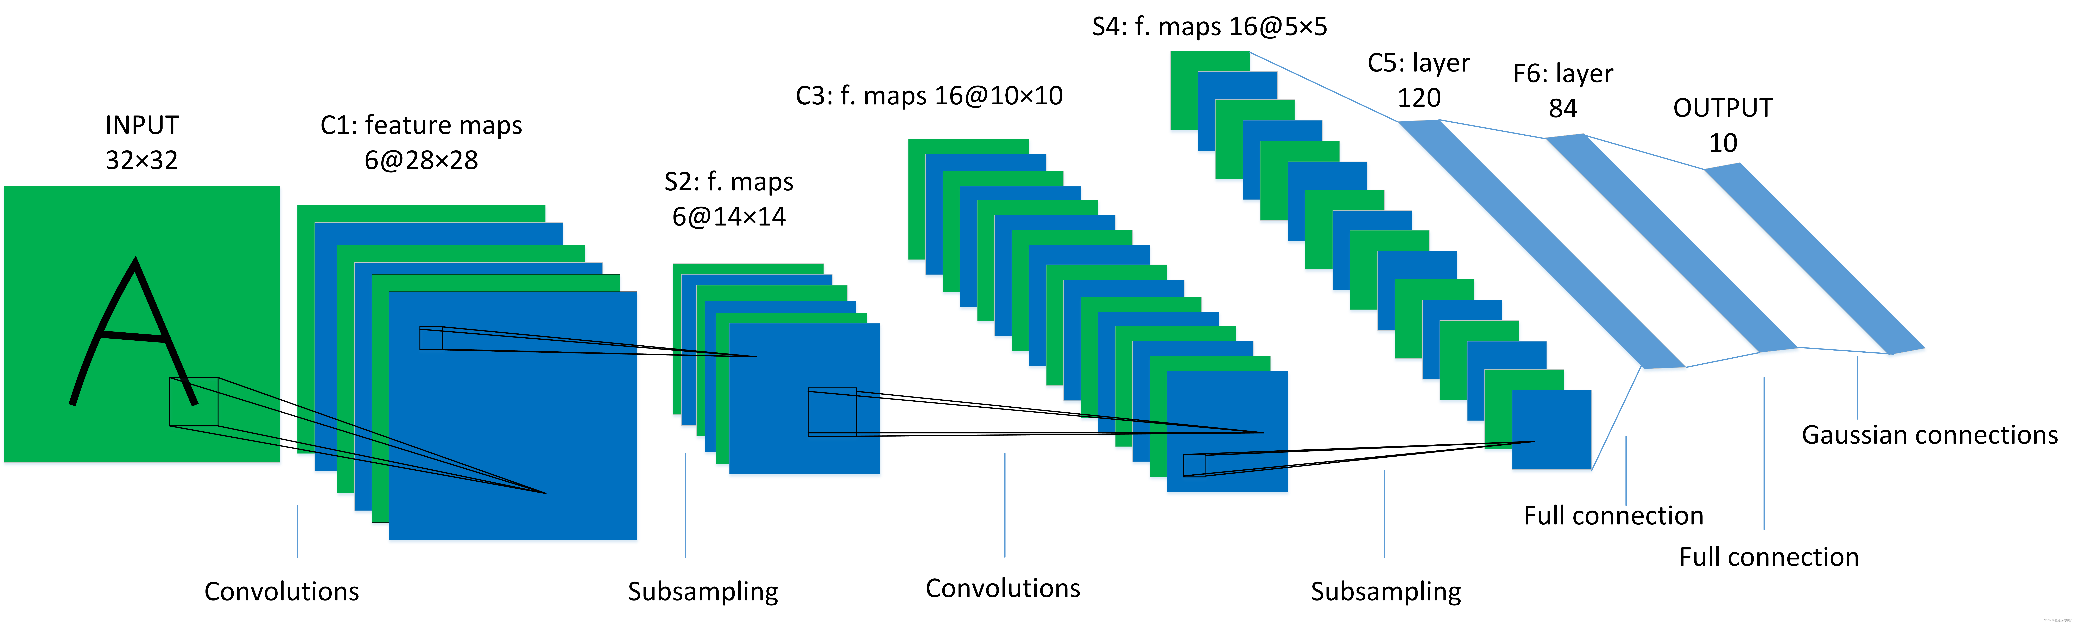 INPUT
32×32
C1: feature maps
6@28×28
S2: f. maps
6@14×14
C3: f. maps 16@10×10
S4: f. maps 16@5×5
C5: layer
120
F6: layer
84
OUTPUT
10
A
Convolutions
Subsampling
Convolutions
Subsampling
Full connection
Full connection
Gaussian connections